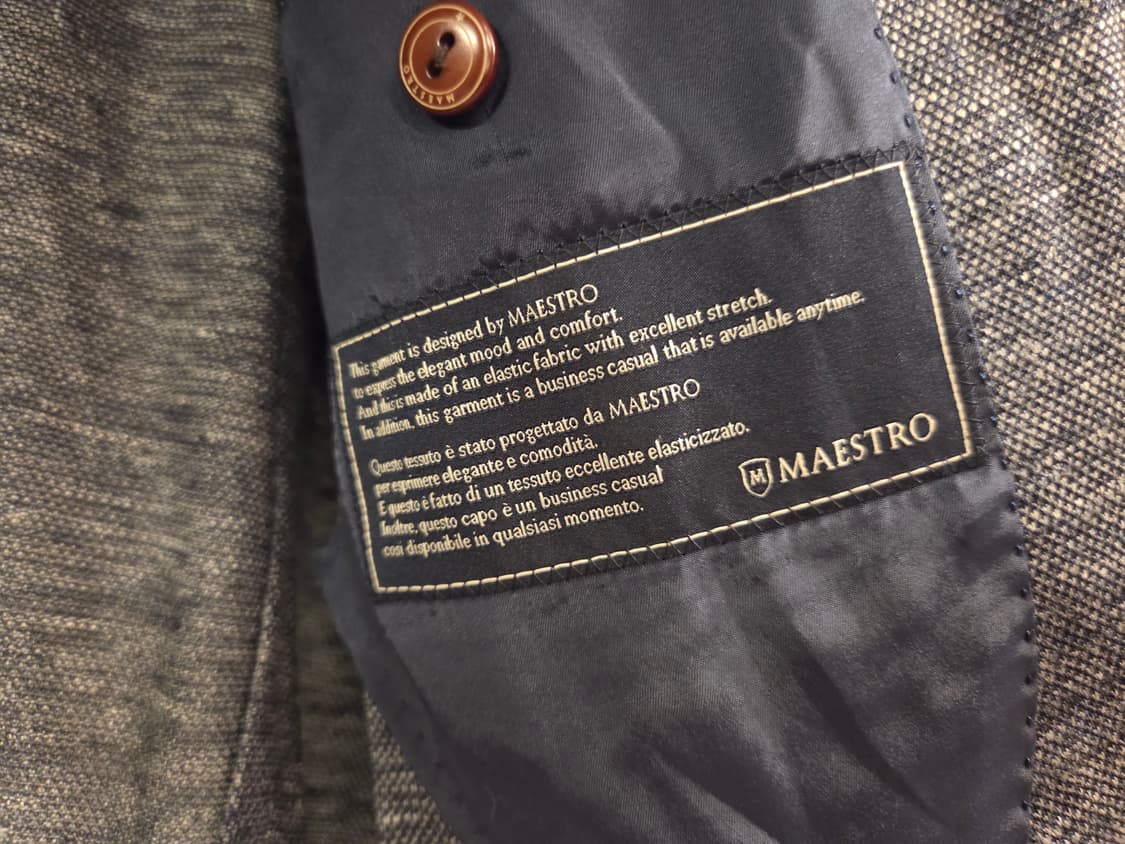 MAESTRO
This garment is designed by MAESTRO
to express the elegant mood and comfort.
And this is made of an elastic fabric with excellent stretch.
In addition, this garment is a business casual that is available anytime.
Questo tessuto è stato progettato da MAESTRO
per esprimere elegante e comodità.
E questo è fatto di un tessuto eccellente elasticizzato.
Inoltre, questo capo è un business casual
così disponibile in qualsiasi momento.
M MAESTRO